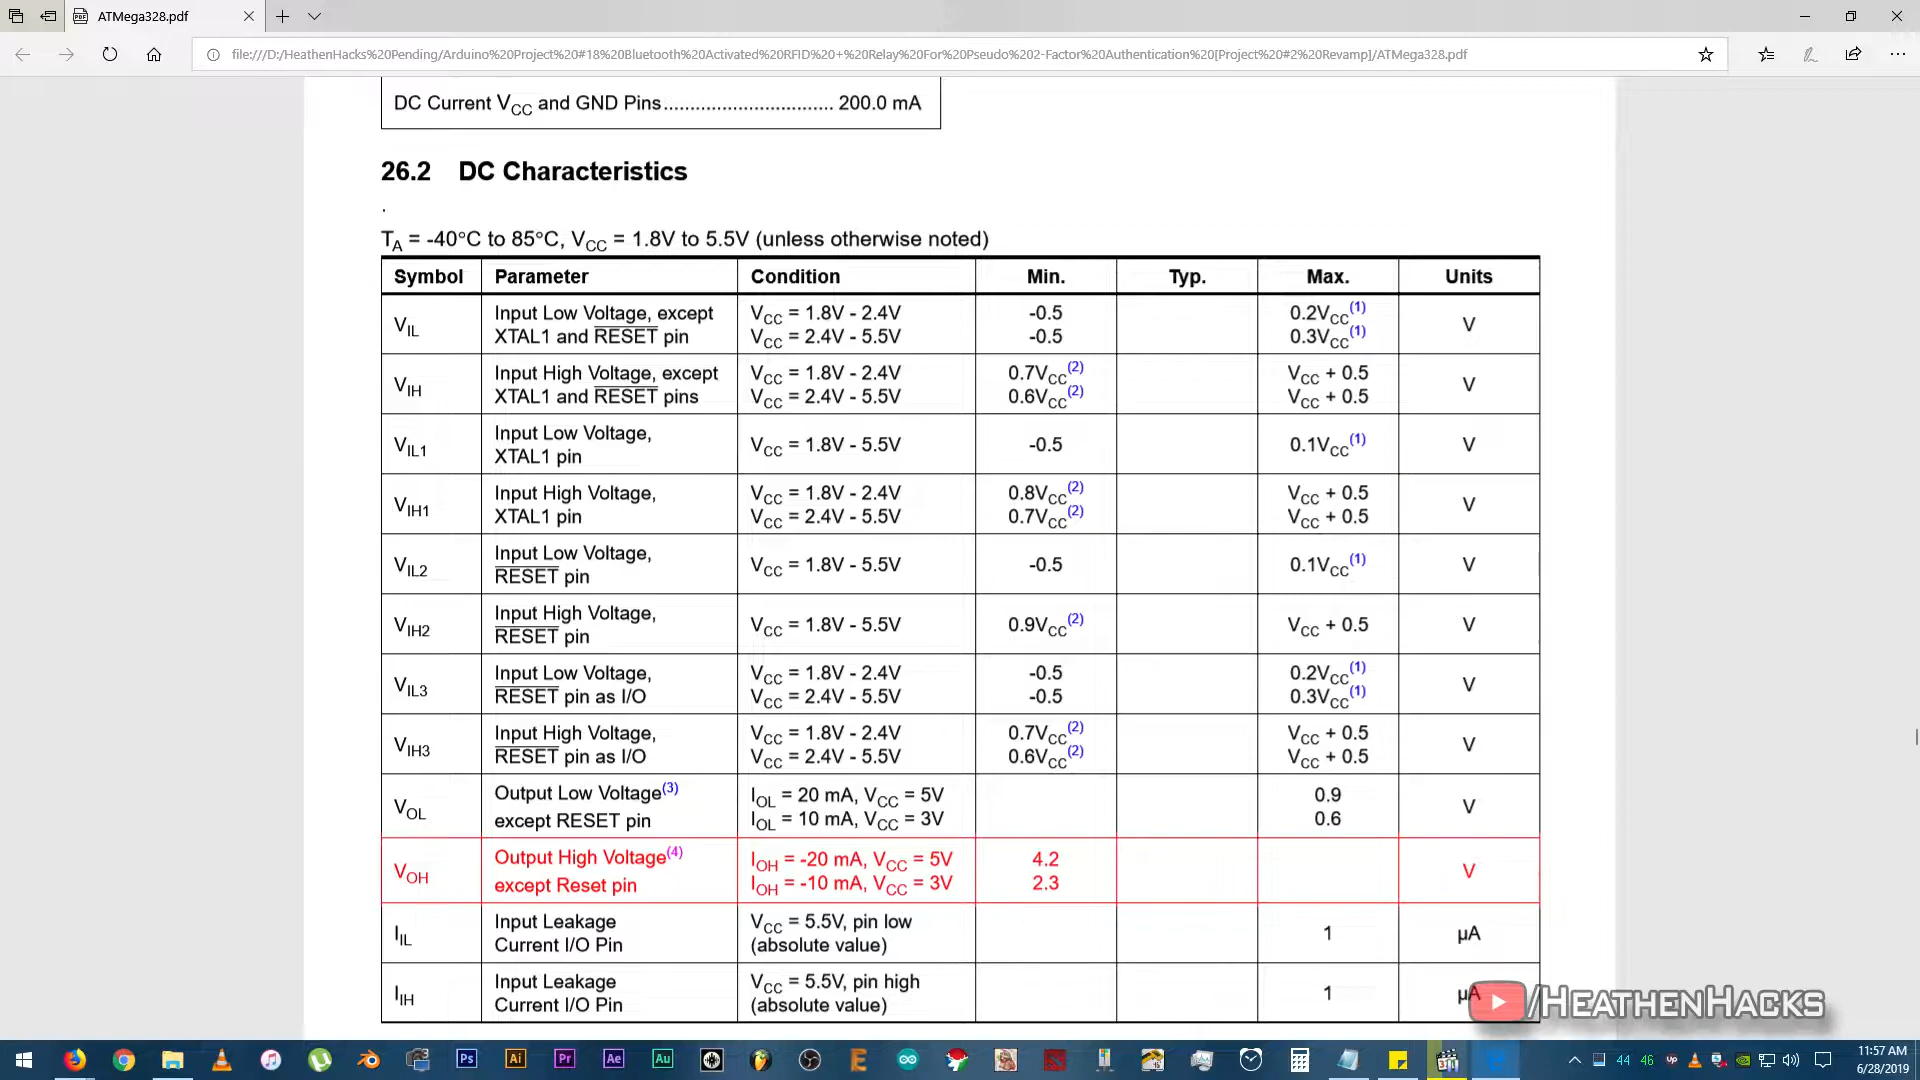 ATMega328.pdf
file:///D:/HeathenHacks%20Pending/Arduino%20Project%20#18%20Bluetooth%20Activated%20RFID%20+%20Relay%20For%20Pseudo%202-Factor%20Authentication%20[Project%20#2%20Revamp]/ATMega328.pdf
DC Current VCC and GND Pins................................ 200.0 mA
26.2 DC Characteristics
.
TA = -40°C to 85°C, VCC = 1.8V to 5.5V (unless otherwise noted)
Symbol Parameter Condition Min. Typ. Max. Units
VIL Input Low Voltage, except XTAL1 and RESET pin VCC = 1.8V - 2.4V VCC = 2.4V - 5.5V -0.5 -0.5 0.2VCC(1) 0.3VCC(1) V
VIH Input High Voltage, except XTAL1 and RESET pins VCC = 1.8V - 2.4V VCC = 2.4V - 5.5V 0.7VCC(2) 0.6VCC(2) VCC + 0.5 VCC + 0.5 V
VIL1 Input Low Voltage, XTAL1 pin VCC = 1.8V - 5.5V -0.5 0.1VCC(1) V
VIH1 Input High Voltage, XTAL1 pin VCC = 1.8V - 2.4V VCC = 2.4V - 5.5V 0.8VCC(2) 0.7VCC(2) VCC + 0.5 VCC + 0.5 V
VIL2 Input Low Voltage, RESET pin VCC = 1.8V - 5.5V -0.5 0.1VCC(1) V
VIH2 Input High Voltage, RESET pin VCC = 1.8V - 5.5V 0.9VCC(2) VCC + 0.5 V
VIL3 Input Low Voltage, RESET pin as I/O VCC = 1.8V - 2.4V VCC = 2.4V - 5.5V -0.5 -0.5 0.2VCC(1) 0.3VCC(1) V
VIH3 Input High Voltage, RESET pin as I/O VCC = 1.8V - 2.4V VCC = 2.4V - 5.5V 0.7VCC(2) 0.6VCC(2) VCC + 0.5 VCC + 0.5 V
VOL Output Low Voltage(3) except RESET pin IOL = 20 mA, VCC = 5V IOL = 10 mA, VCC = 3V 0.9 0.6 V
VOH Output High Voltage(4) except Reset pin IOH = -20 mA, VCC = 5V IOH = -10 mA, VCC = 3V 4.2 2.3 V
IIL Input Leakage Current I/O Pin VCC = 5.5V, pin low (absolute value) 1 µA
IIH Input Leakage Current I/O Pin VCC = 5.5V, pin high (absolute value) 1 µA
/HEATHENHACKS
Ps Ai Pr Ae Au
44 46
11:57 AM
6/28/2019